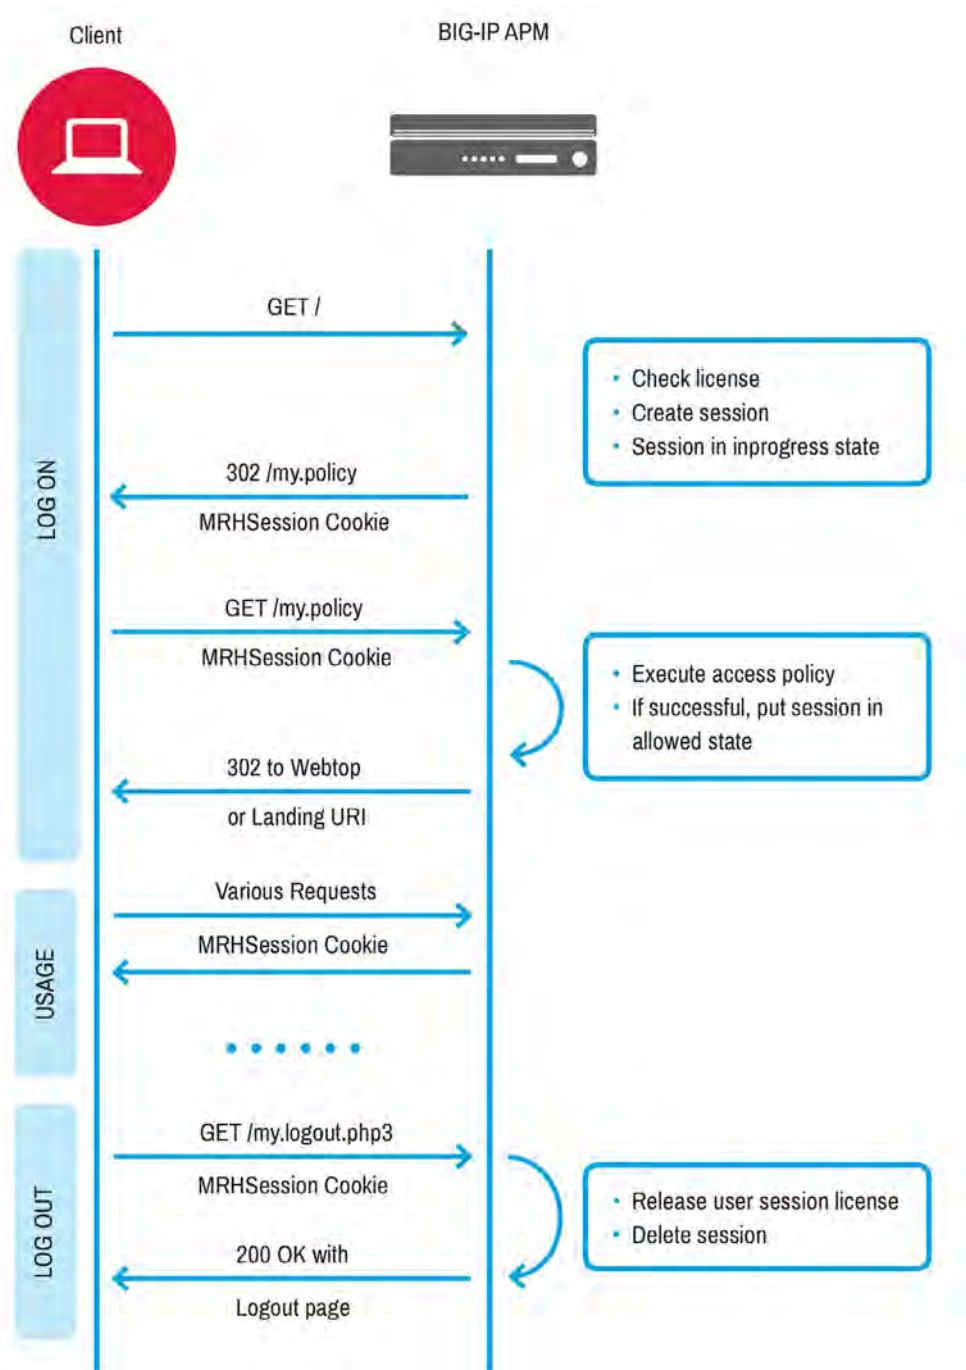 Client
BIG-IP APM
LOG ON
GET /
• Check license
• Create session
• Session in inprogress state
302 /my.policy
MRHSession Cookie
GET /my.policy
MRHSession Cookie
• Execute access policy
• If successful, put session in
allowed state
302 to Webtop
or Landing URI
USAGE
Various Requests
MRHSession Cookie
LOG OUT
GET /my.logout.php3
MRHSession Cookie
• Release user session license
• Delete session
200 OK with
Logout page